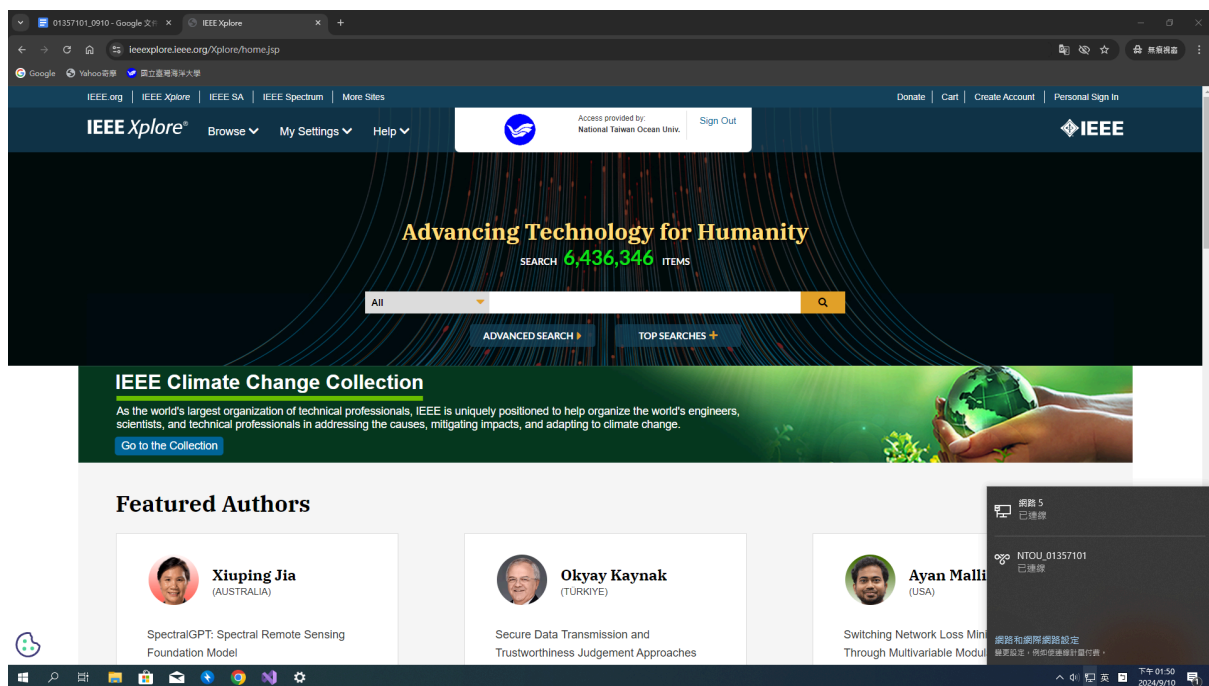 01357101_0910 - Google 文件
IEEE Xplore
ieeexplore.ieee.org/Xplore/home.jsp
無痕視窗
Google
Yahoo奇摩
國立臺灣海洋大學
IEEE.org | IEEE Xplore | IEEE SA | IEEE Spectrum | More Sites
Donate | Cart | Create Account | Personal Sign In
IEEE Xplore®
Browse
My Settings
Help
Access provided by:
National Taiwan Ocean Univ.
Sign Out
IEEE
Advancing Technology for Humanity
SEARCH 6,436,346 ITEMS
All
ADVANCED SEARCH
TOP SEARCHES
IEEE Climate Change Collection
As the world's largest organization of technical professionals, IEEE is uniquely positioned to help organize the world's engineers,
scientists, and technical professionals in addressing the causes, mitigating impacts, and adapting to climate change.
Go to the Collection
Featured Authors
Xiuping Jia
(AUSTRALIA)
SpectralGPT: Spectral Remote Sensing
Foundation Model
Okyay Kaynak
(TÜRKIYE)
Secure Data Transmission and
Trustworthiness Judgement Approaches
Ayan Malli
(USA)
Switching Network Loss Mini
Through Multivariable Modul
網路 5
已連線
NTOU_01357101
已連線
網路和網際網路設定
變更設定，例如使連線計量付費。
英
下午 01:50
2024/9/10